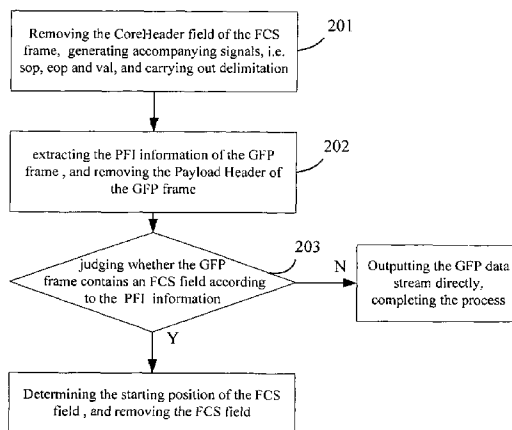 Removing the CoreHeader field of the FCS
frame, generating accompanying signals, i.e.
sop, eop and val, and carrying out delimitation
201
extracting the PFI information of the GFP
frame , and removing the Payload Header of
the GFP frame
202
judging whether the GFP
frame contains an FCS field according
to the PFI information
203
N
Outputting the GFP data
stream directly,
completing the process
Y
Determining the starting position of the FCS
field , and removing the FCS field